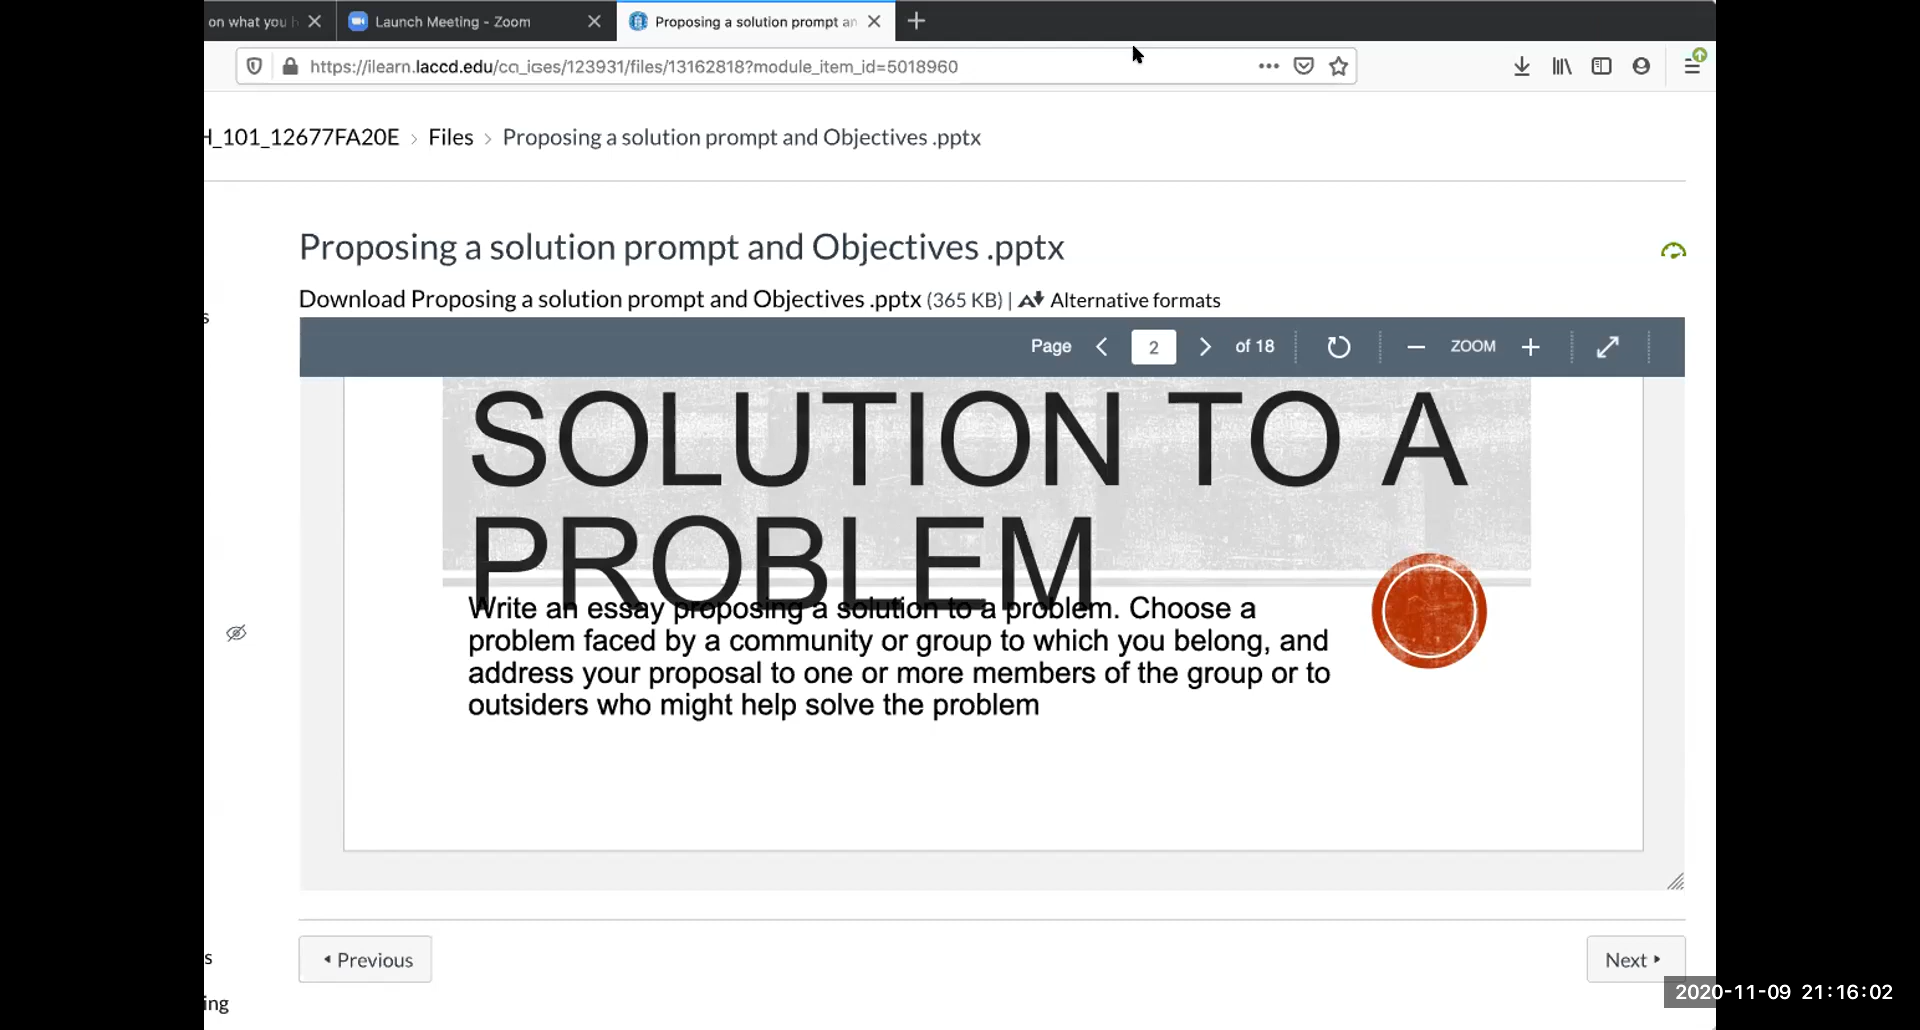 on what you
Launch Meeting - Zoom
Proposing a solution prompt an
https://ilearn.laccd.edu/ /123931/files/13162818?module_item_id=5018960
_101_12677FA20E > Files > Proposing a solution prompt and Objectives .pptx
Proposing a solution prompt and Objectives .pptx
Download Proposing a solution prompt and Objectives .pptx (365 KB) | Alternative formats
s
Page 2 of 18 ZOOM
SOLUTION TO A
PROBLEM
Write an essay proposing a solution to a problem. Choose a
problem faced by a community or group to which you belong, and
address your proposal to one or more members of the group or to
outsiders who might help solve the problem
Previous
Next
s
ing
2020-11-09 21:16:02